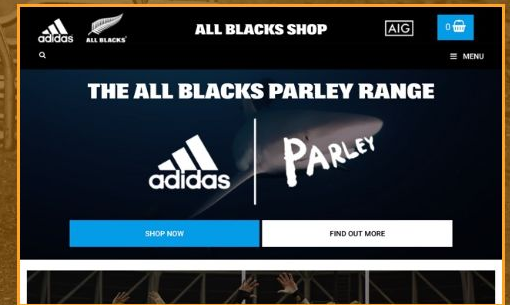 adidas
ALL BLACKS
ALL BLACKS SHOP
AIG
0
MENU
THE ALL BLACKS PARLEY RANGE
adidas
PARLEY
SHOP NOW
FIND OUT MORE